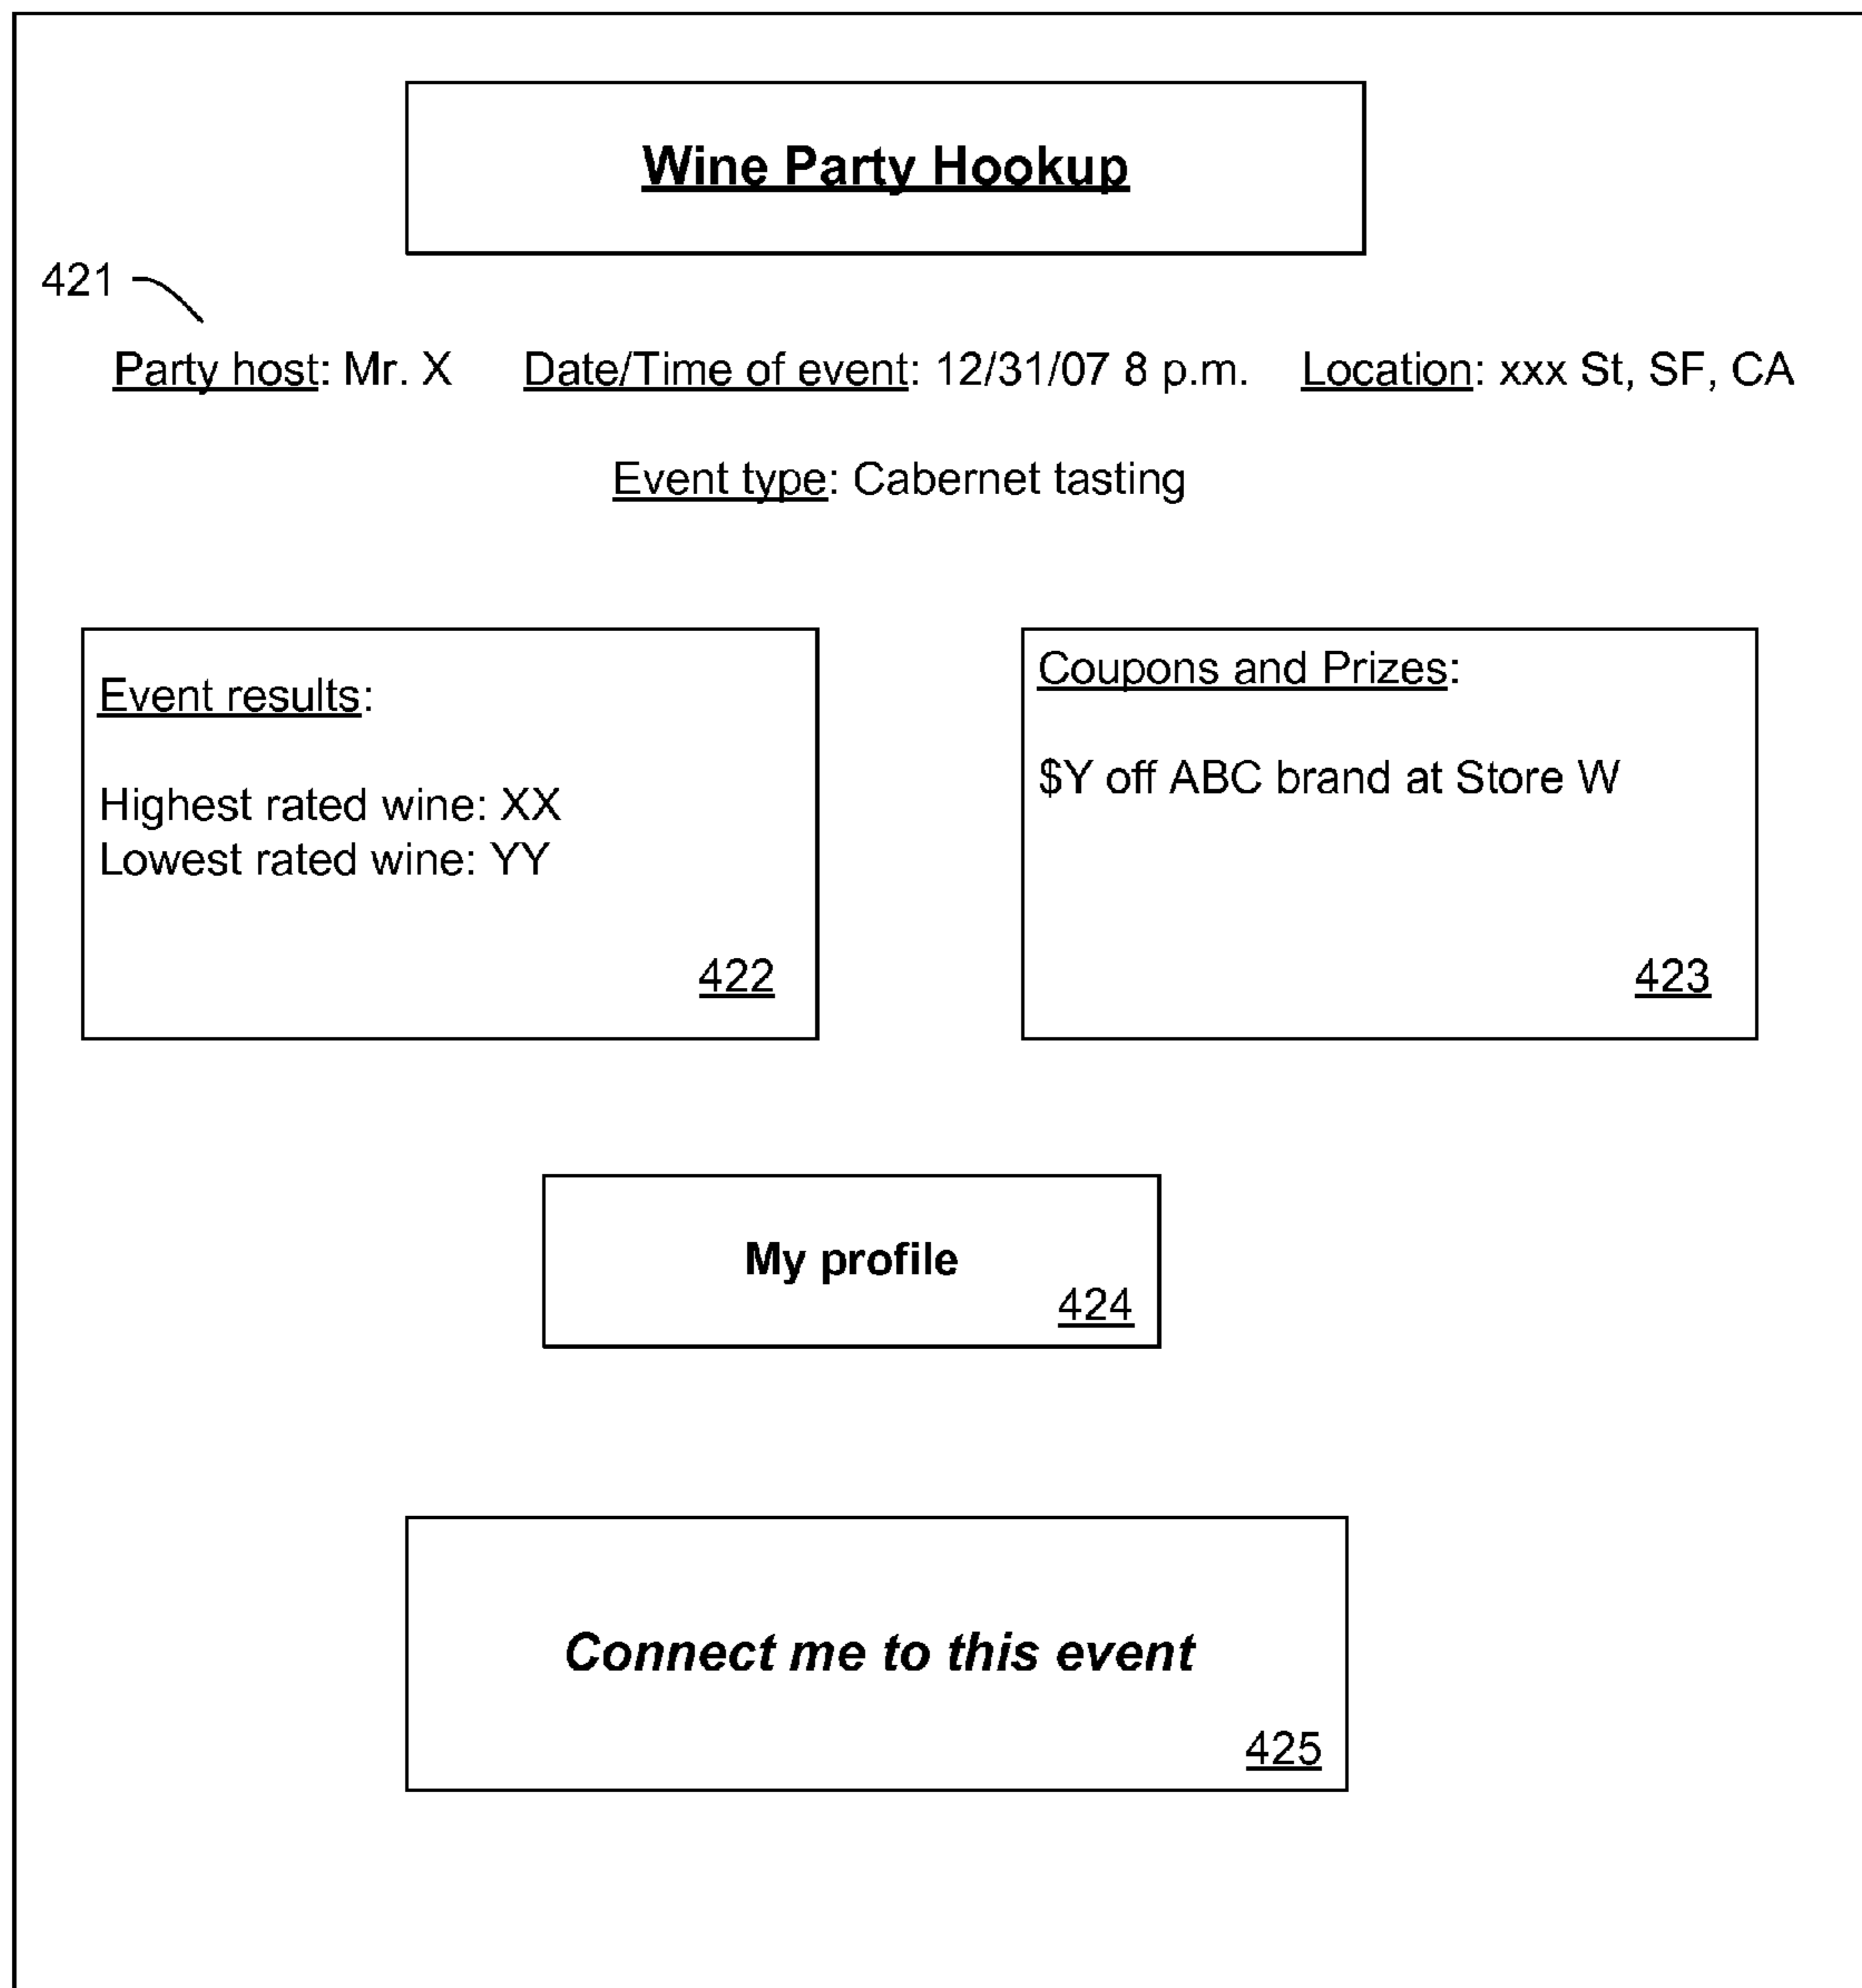 Wine Party Hookup
421
Party host: Mr. X Date/Time of event: 12/31/07 8 p.m. Location: xxx St, SF, CA
Event type: Cabernet tasting
Event results:
Highest rated wine: XX
Lowest rated wine: YY
422
Coupons and Prizes:
$Y off ABC brand at Store W
423
My profile
424
Connect me to this event
425